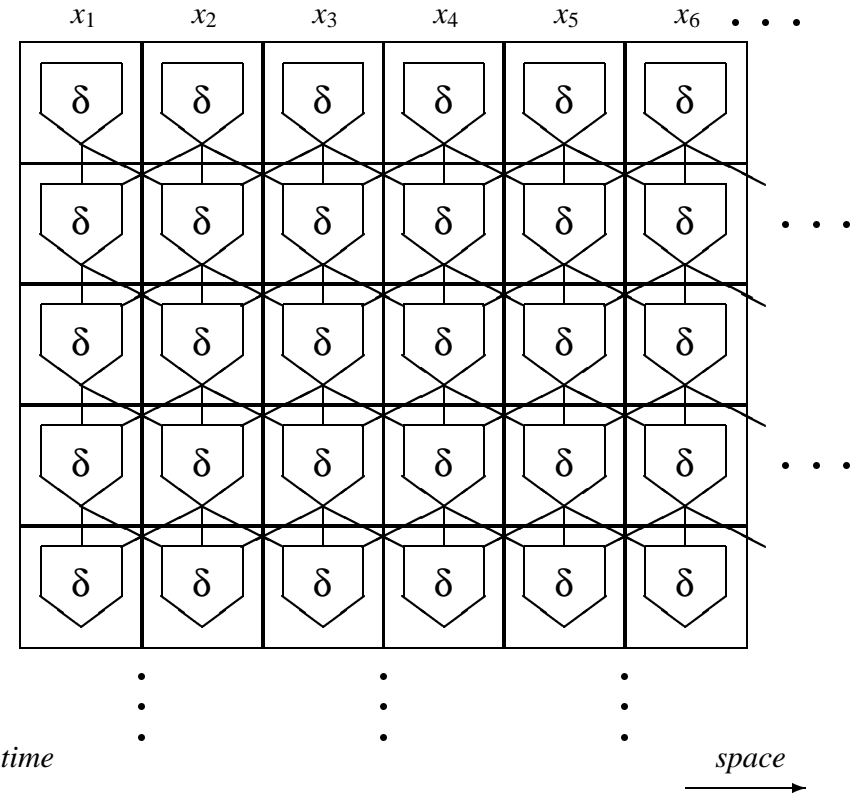 x₁ x₂ x₃ x₄ x₅ x₆ • • •
δ δ δ δ δ δ
δ δ δ δ δ δ • • •
δ δ δ δ δ δ
δ δ δ δ δ δ • • •
δ δ δ δ δ δ
time space